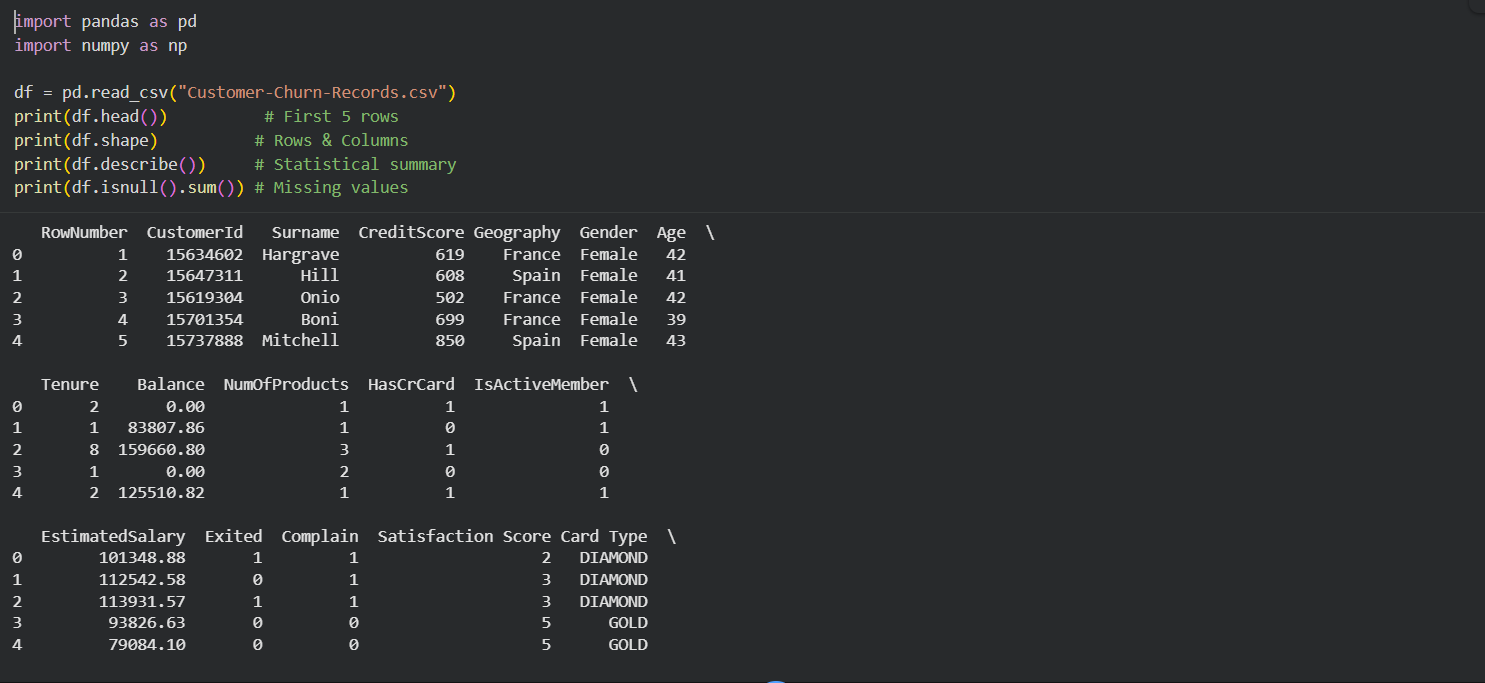 import pandas as pd
import numpy as np
df = pd.read_csv("Customer-Churn-Records.csv")
print(df.head())          # First 5 rows
print(df.shape)          # Rows & Columns
print(df.describe())     # Statistical summary
print(df.isnull().sum()) # Missing values
   RowNumber  CustomerId   Surname  CreditScore Geography  Gender  Age  \
0          1    15634602  Hargrave          619    France  Female   42
1          2    15647311      Hill          608     Spain  Female   41
2          3    15619304      Onio          502    France  Female   42
3          4    15701354      Boni          699    France  Female   39
4          5    15737888  Mitchell          850     Spain  Female   43
   Tenure    Balance  NumOfProducts  HasCrCard  IsActiveMember  \
0       2       0.00              1          1               1
1       1   83807.86              1          0               1
2       8  159660.80              3          1               0
3       1       0.00              2          0               0
4       2  125510.82              1          1               1
   EstimatedSalary  Exited  Complain  Satisfaction Score Card Type  \
0        101348.88       1         1                   2   DIAMOND
1        112542.58       0         1                   3   DIAMOND
2        113931.57       1         1                   3   DIAMOND
3         93826.63       0         0                   5      GOLD
4         79084.10       0         0                   5      GOLD